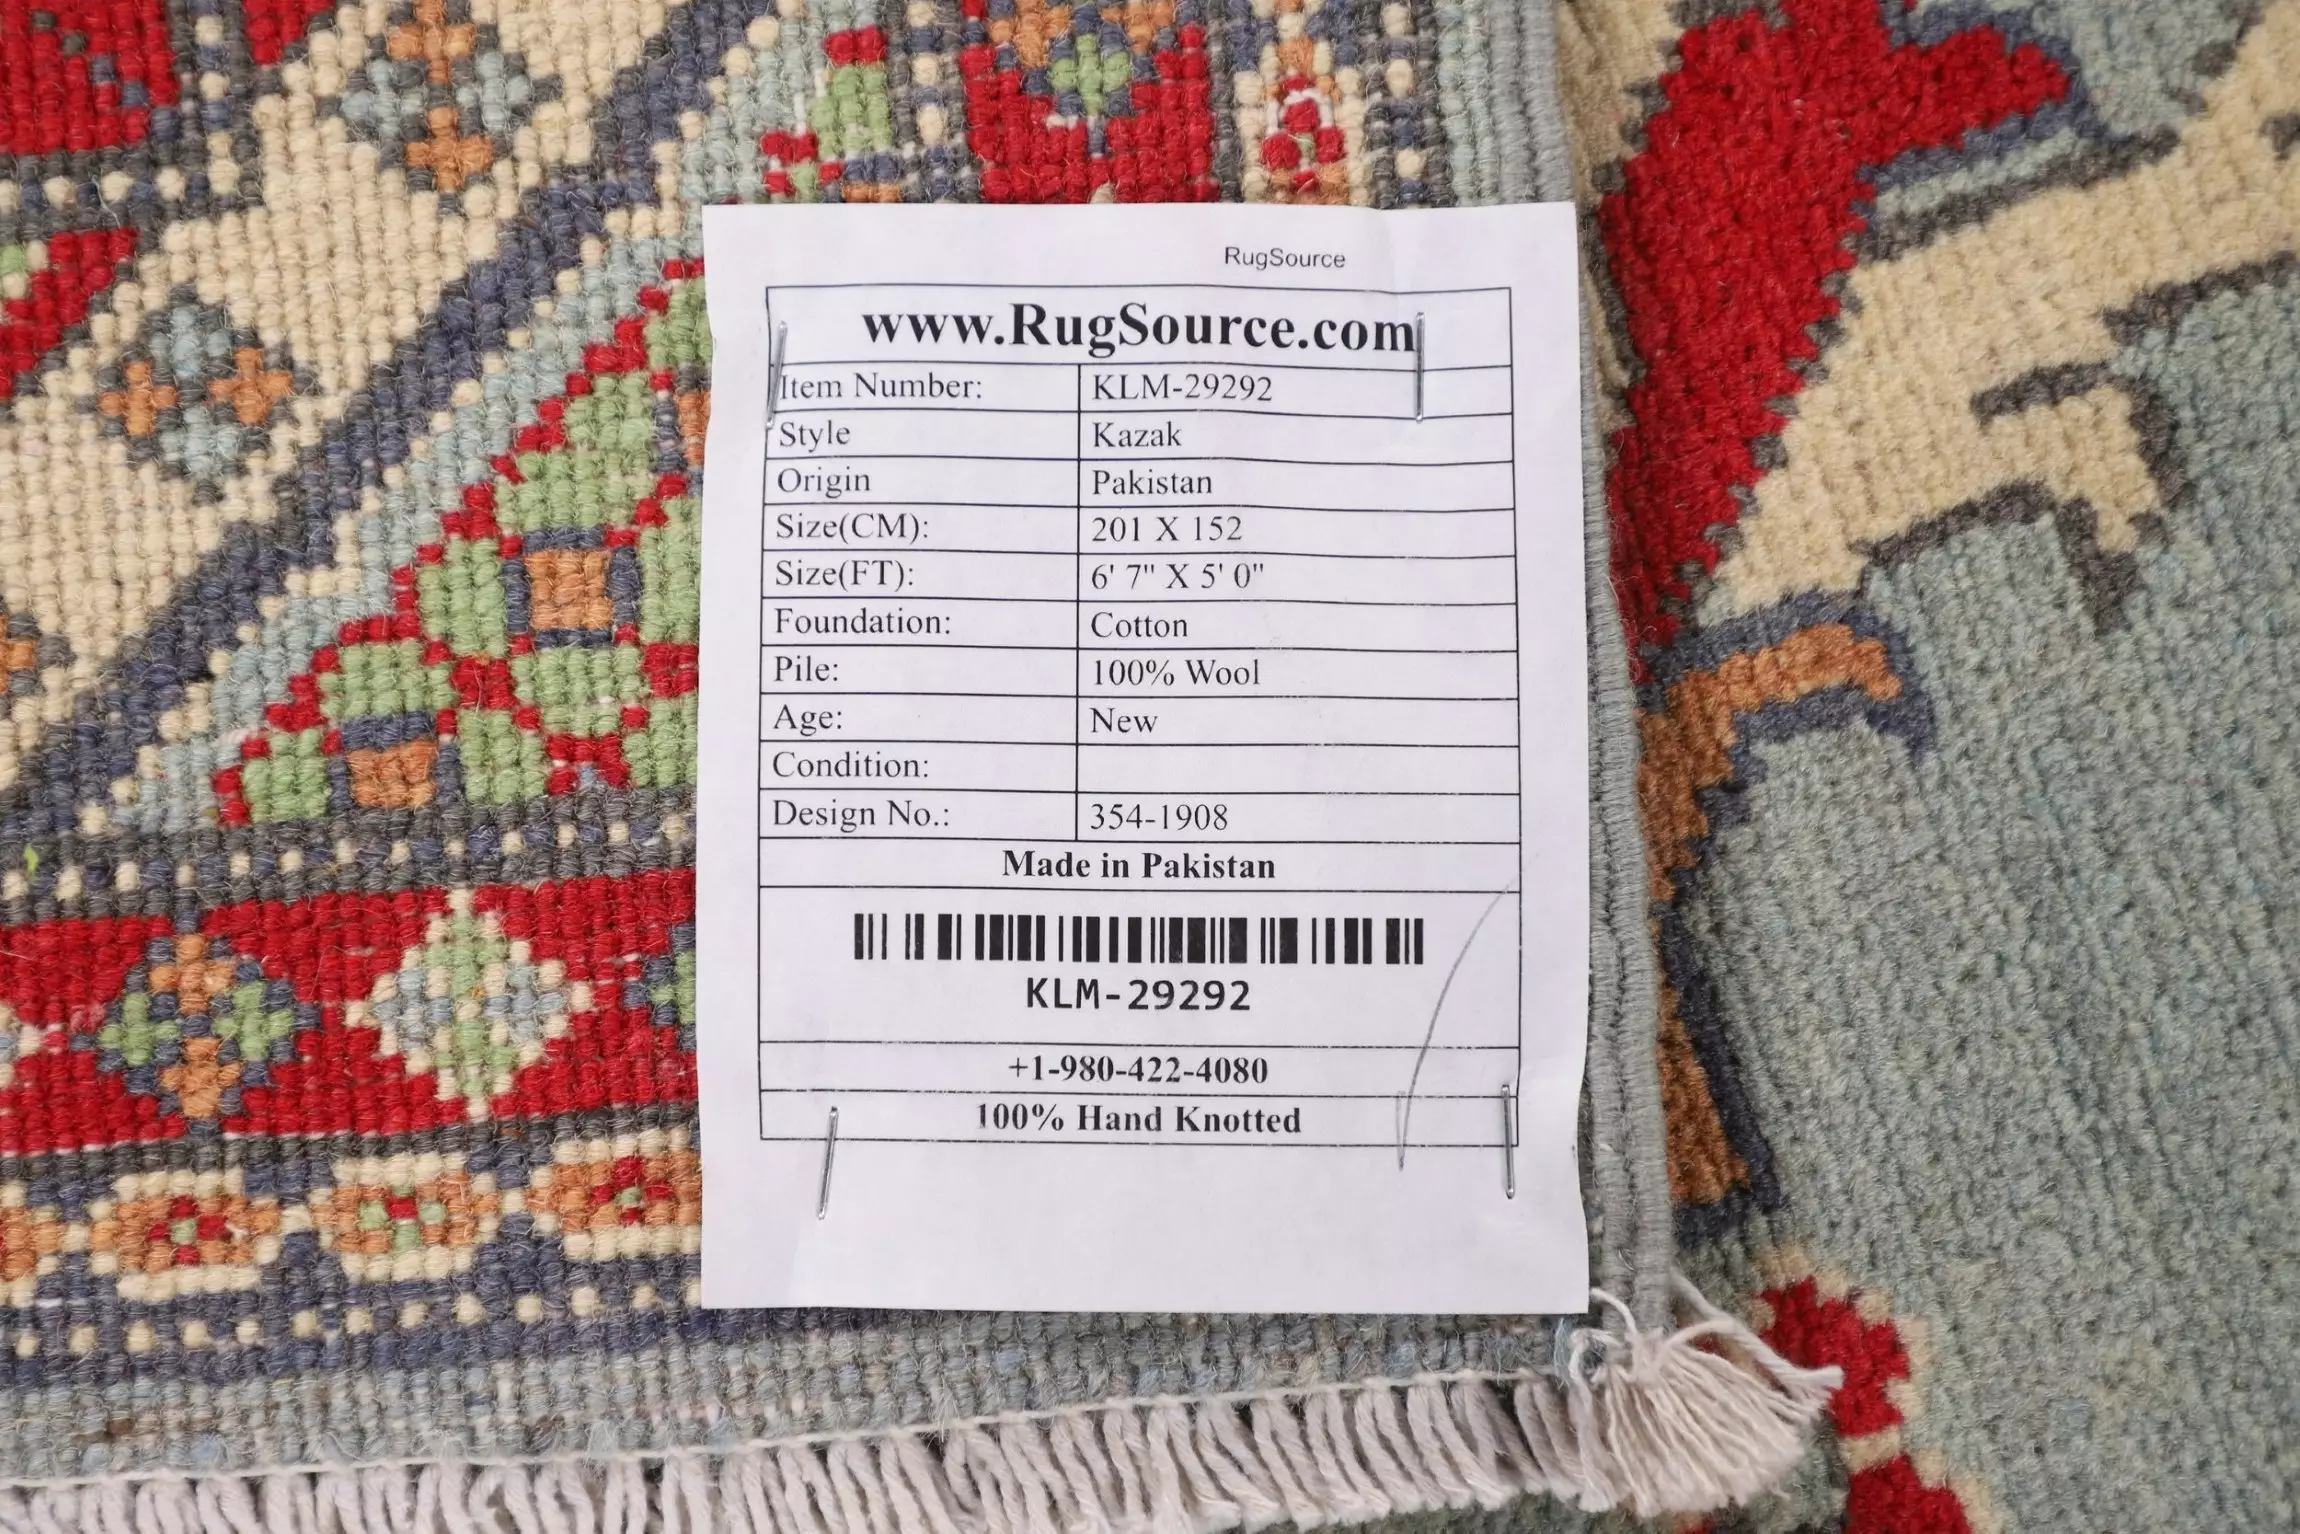 RugSource
www.RugSource.com
Item Number: KLM-29292
Style Kazak
Origin Pakistan
Size(CM): 201 X 152
Size(FT): 6' 7" X 5' 0"
Foundation: Cotton
Pile: 100% Wool
Age: New
Condition:
Design No.: 354-1908
Made in Pakistan
KLM-29292
+1-980-422-4080
100% Hand Knotted